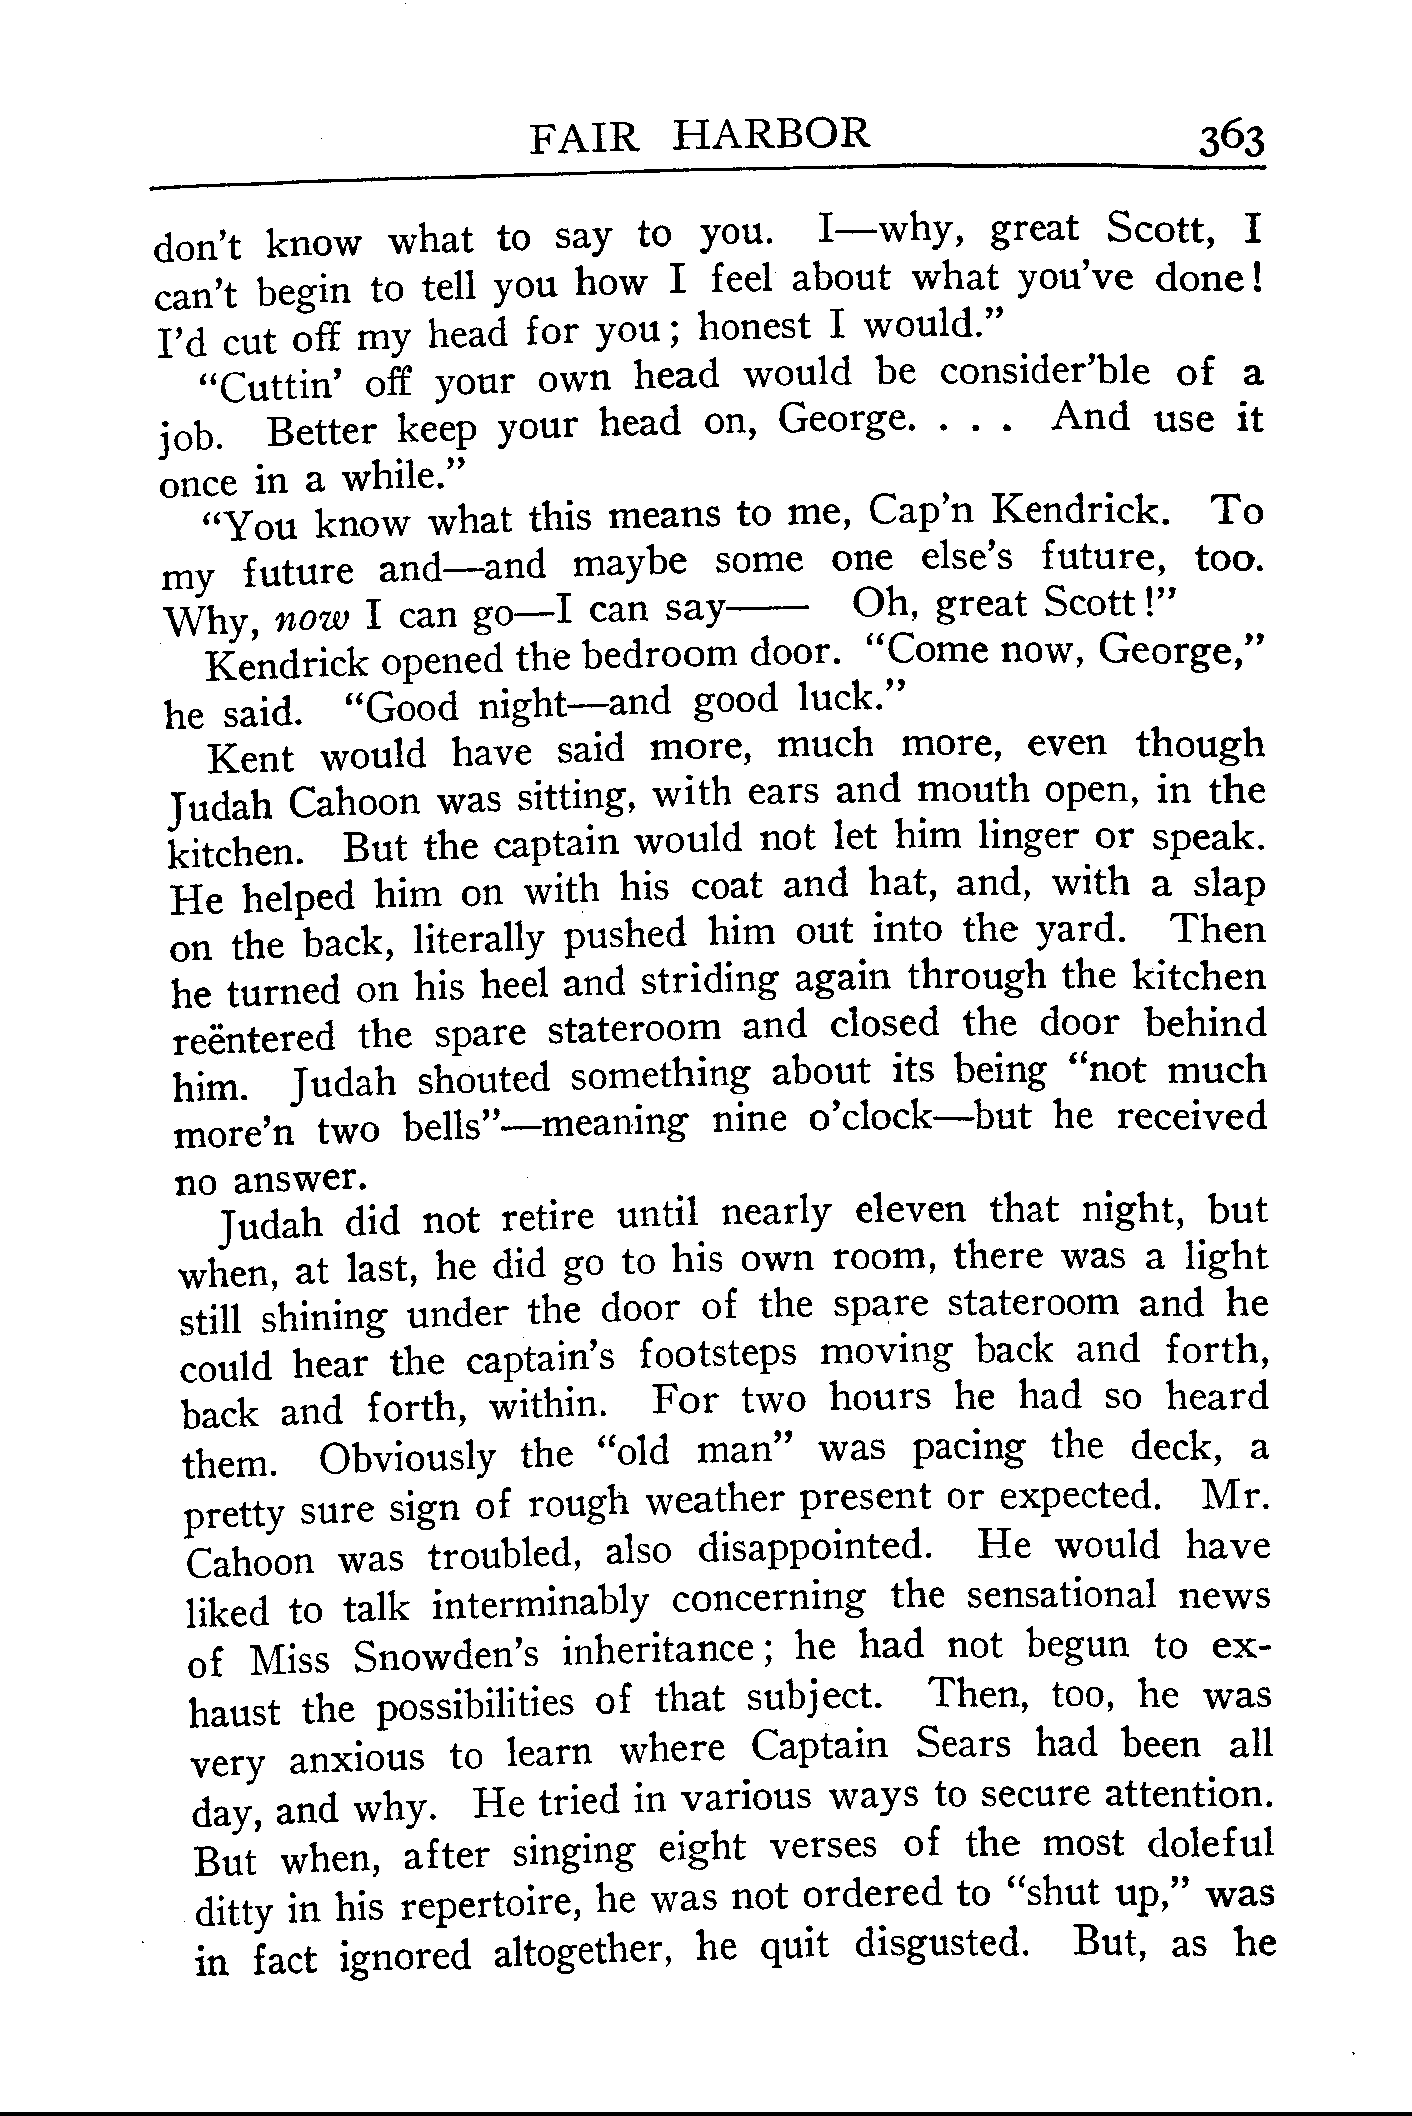 FAIR HARBOR 363
don't know what to say to you. I—why, great Scott, I
can't begin to tell you how I feel about what you've done!
I'd cut off my head for you; honest I would."
"Cuttin' off your own head would be consider'ble of a
job. Better keep your head on, George. . . . And use it
once in a while."
"You know what this means to me, Cap'n Kendrick. To
my future and—and maybe some one else's future, too.
Why, now I can go—I can say—— Oh, great Scott!"
Kendrick opened the bedroom door. "Come now, George,"
he said. "Good night—and good luck."
Kent would have said more, much more, even though
Judah Cahoon was sitting, with ears and mouth open, in the
kitchen. But the captain would not let him linger or speak.
He helped him on with his coat and hat, and, with a slap
on the back, literally pushed him out into the yard. Then
he turned on his heel and striding again through the kitchen
reëntered the spare stateroom and closed the door behind
him. Judah shouted something about its being "not much
more'n two bells"—meaning nine o'clock—but he received
no answer.
Judah did not retire until nearly eleven that night, but
when, at last, he did go to his own room, there was a light
still shining under the door of the spare stateroom and he
could hear the captain's footsteps moving back and forth,
back and forth, within. For two hours he had so heard
them. Obviously the "old man" was pacing the deck, a
pretty sure sign of rough weather present or expected. Mr.
Cahoon was troubled, also disappointed. He would have
liked to talk interminably concerning the sensational news
of Miss Snowden's inheritance; he had not begun to ex-
haust the possibilities of that subject. Then, too, he was
very anxious to learn where Captain Sears had been all
day, and why. He tried in various ways to secure attention.
But when, after singing eight verses of the most doleful
ditty in his repertoire, he was not ordered to "shut up," was
in fact ignored altogether, he quit disgusted. But, as he